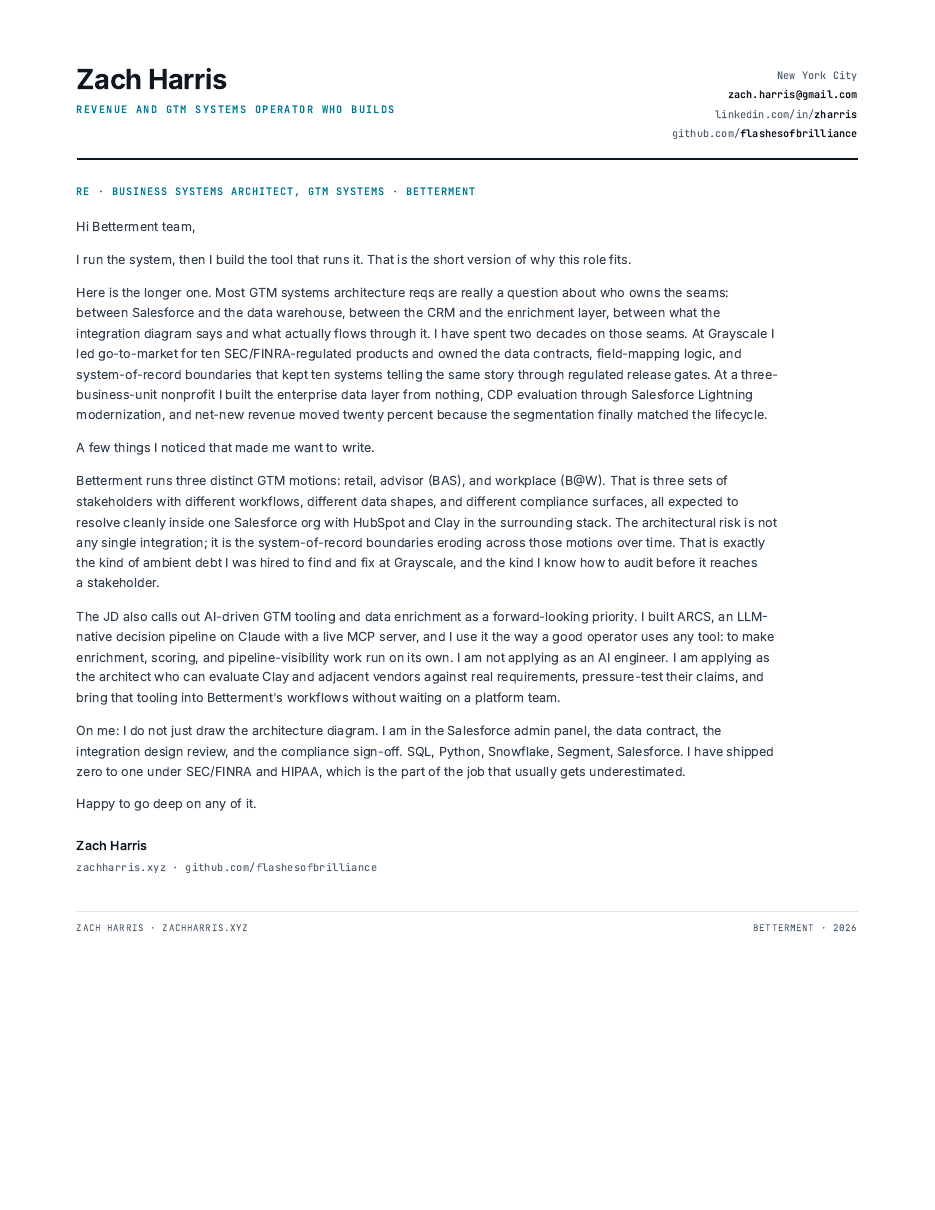 Zach Harris
REVENUE AND GTM SYSTEMS OPERATOR WHO BUILDS
New York City
zach.harris@gmail.com
linkedin.com/in/zharris
github.com/flashesofbrilliance
RE · BUSINESS SYSTEMS ARCHITECT, GTM SYSTEMS · BETTERMENT
Hi Betterment team,
I run the system, then I build the tool that runs it. That is the short version of why this role fits.
Here is the longer one. Most GTM systems architecture reqs are really a question about who owns the seams:
between Salesforce and the data warehouse, between the CRM and the enrichment layer, between what the
integration diagram says and what actually flows through it. I have spent two decades on those seams. At Grayscale I
led go-to-market for ten SEC/FINRA-regulated products and owned the data contracts, field-mapping logic, and
system-of-record boundaries that kept ten systems telling the same story through regulated release gates. At a three-
business-unit nonprofit I built the enterprise data layer from nothing, CDP evaluation through Salesforce Lightning
modernization, and net-new revenue moved twenty percent because the segmentation finally matched the lifecycle.
A few things I noticed that made me want to write.
Betterment runs three distinct GTM motions: retail, advisor (BAS), and workplace (B@W). That is three sets of
stakeholders with different workflows, different data shapes, and different compliance surfaces, all expected to
resolve cleanly inside one Salesforce org with HubSpot and Clay in the surrounding stack. The architectural risk is not
any single integration; it is the system-of-record boundaries eroding across those motions over time. That is exactly
the kind of ambient debt I was hired to find and fix at Grayscale, and the kind I know how to audit before it reaches
a stakeholder.
The JD also calls out AI-driven GTM tooling and data enrichment as a forward-looking priority. I built ARCS, an LLM-
native decision pipeline on Claude with a live MCP server, and I use it the way a good operator uses any tool: to make
enrichment, scoring, and pipeline-visibility work run on its own. I am not applying as an AI engineer. I am applying as
the architect who can evaluate Clay and adjacent vendors against real requirements, pressure-test their claims, and
bring that tooling into Betterment's workflows without waiting on a platform team.
On me: I do not just draw the architecture diagram. I am in the Salesforce admin panel, the data contract, the
integration design review, and the compliance sign-off. SQL, Python, Snowflake, Segment, Salesforce. I have shipped
zero to one under SEC/FINRA and HIPAA, which is the part of the job that usually gets underestimated.
Happy to go deep on any of it.
Zach Harris
zachharris.xyz · github.com/flashesofbrilliance
ZACH HARRIS · ZACHHARRIS.XYZ
BETTERMENT · 2026